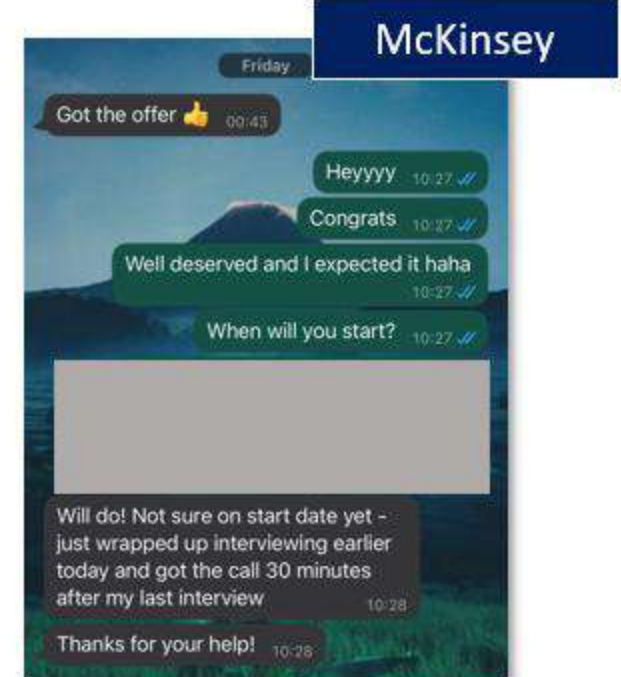 McKinsey
Friday
Got the offer 👍 00:43
Heyyyy 10:27
Congrats 10:27
Well deserved and I expected it haha
10:27
When will you start? 10:27
Will do! Not sure on start date yet -
just wrapped up interviewing earlier
today and got the call 30 minutes
after my last interview 10:28
Thanks for your help! 10:28